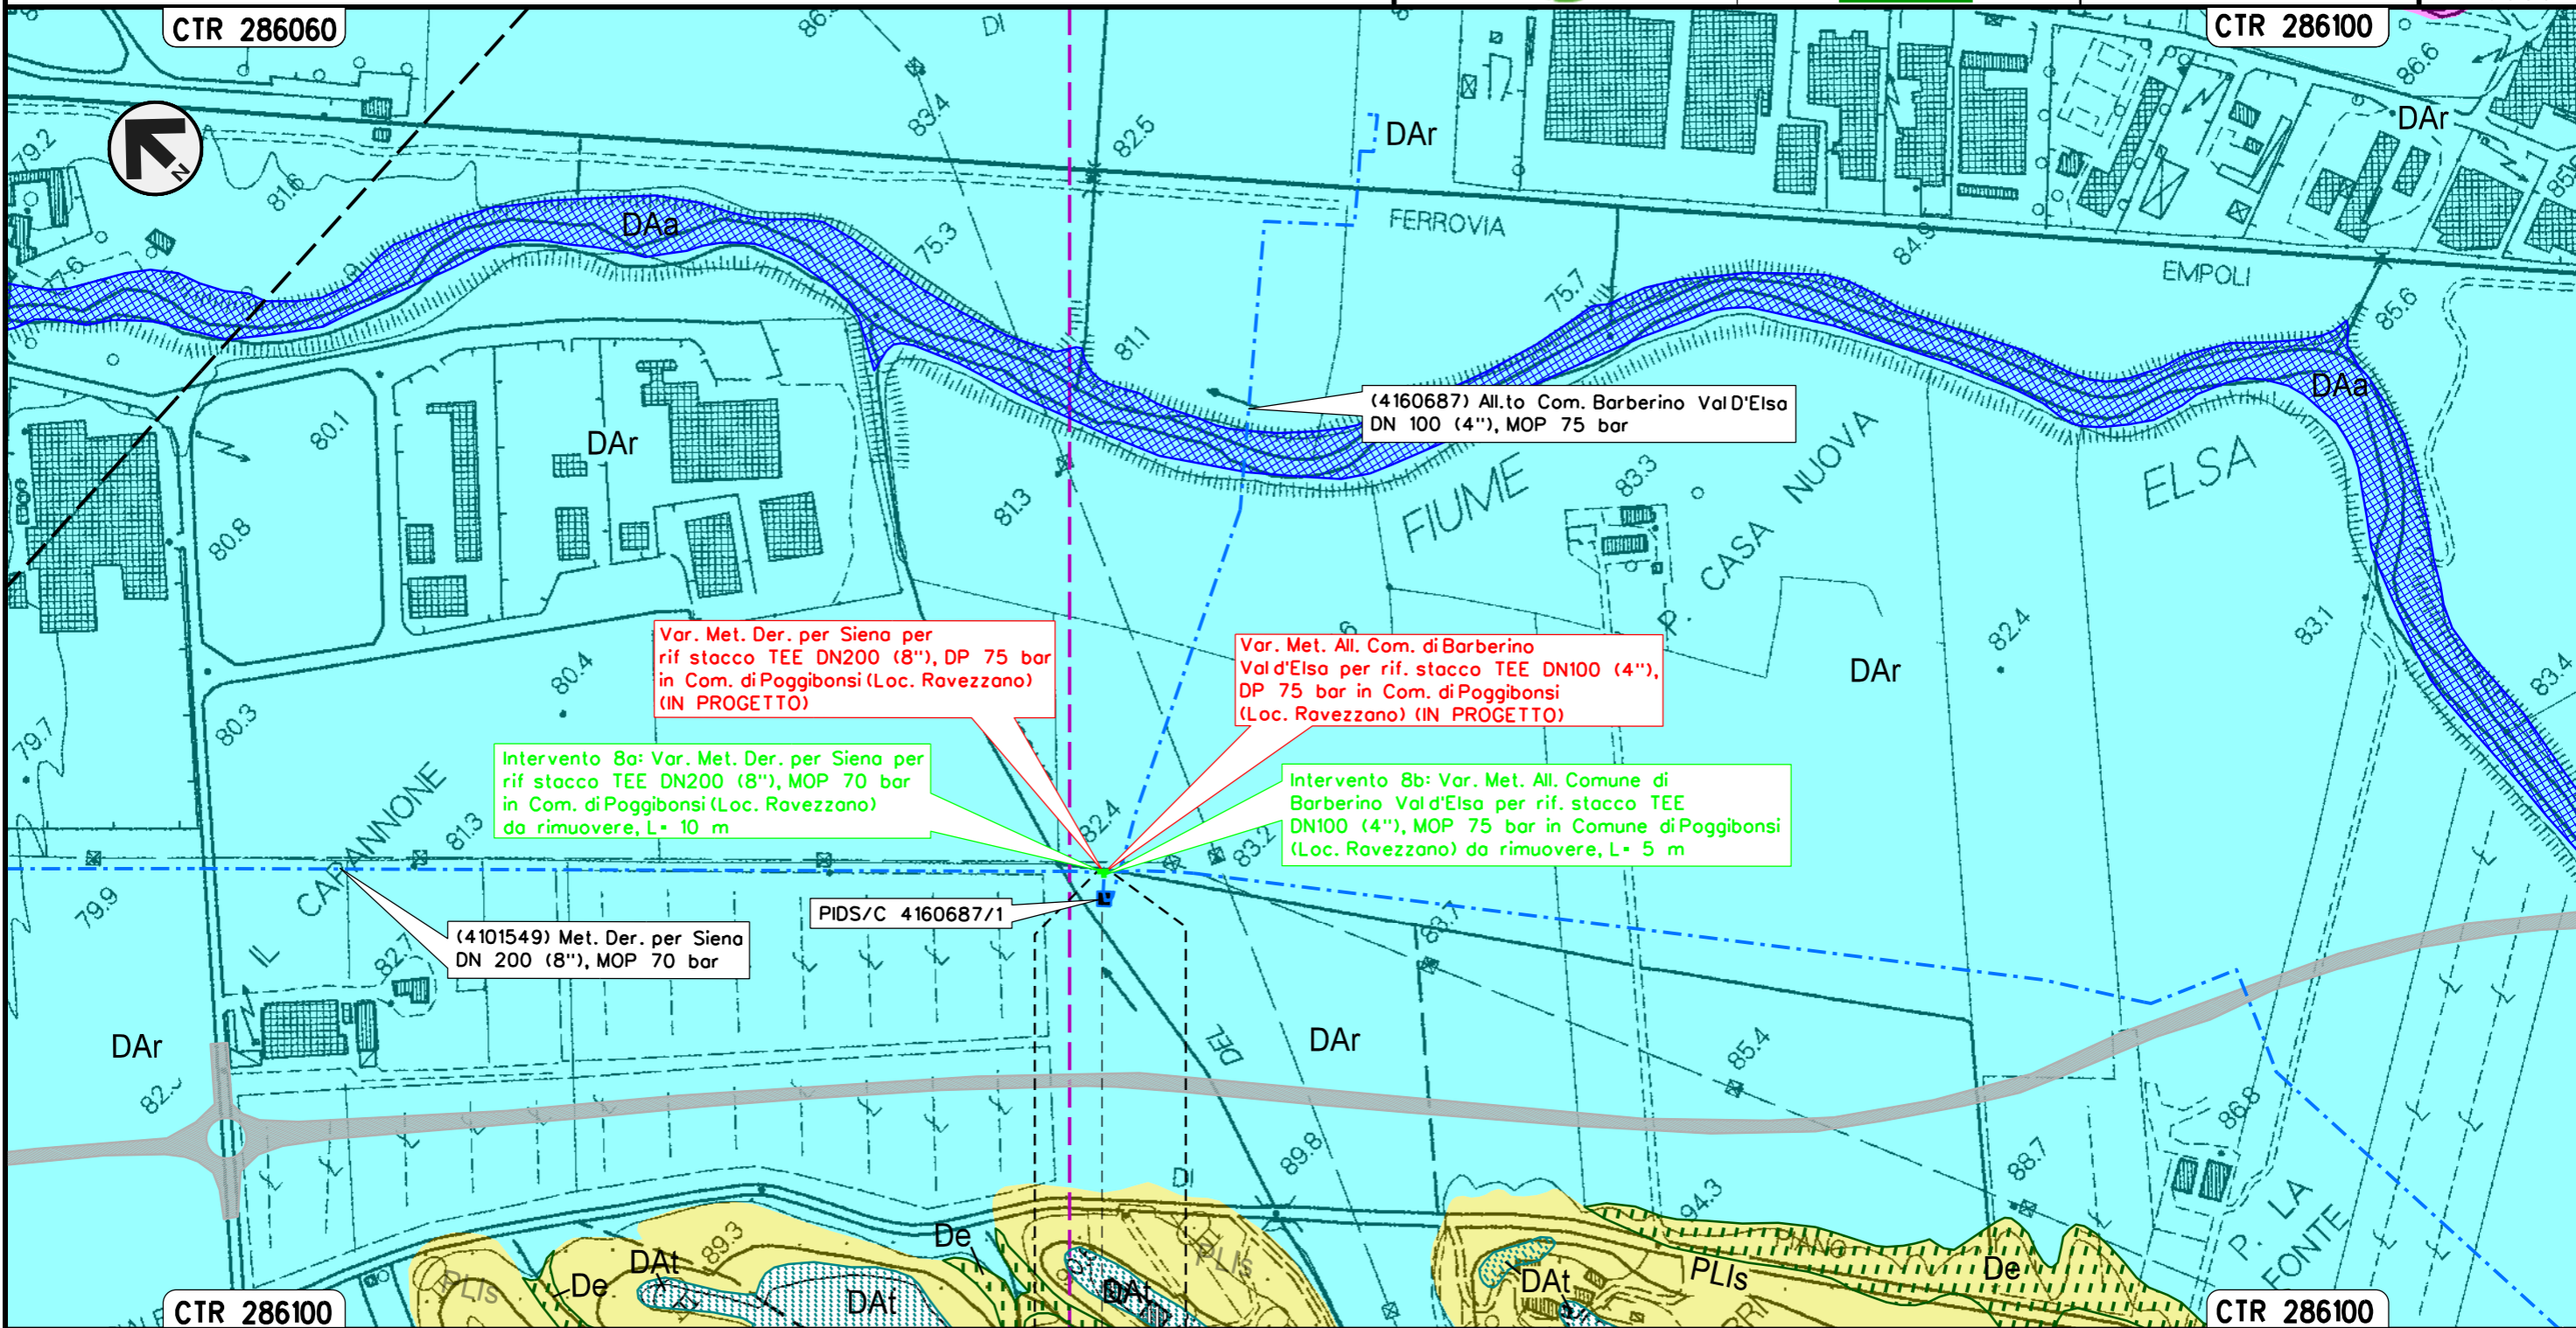 CTR 286060
CTR 286100
DI
83.4
82.5
86.6
DAr
DAr
79.2
N
81.6
DAa
75.3
FERROVIA
84.9
EMPOLI
77.6
75.7
85.6
81.1
DAa
(4160687) All.to Com. Barberino Val D'Elsa
DN 100 (4"), MOP 75 bar
80.1
DAr
80.8
81.3
FIUME
83.3
P. CASA NUOVA
ELSA
Var. Met. Der. per Siena per
rif stacco TEE DN200 (8"), DP 75 bar
in Com. di Poggibonsi (Loc. Ravezzano)
(IN PROGETTO)
Var. Met. All. Com. di Barberino
Val d'Elsa per rif. stacco TEE DN100 (4"),
DP 75 bar in Com. di Poggibonsi
(Loc. Ravezzano) (IN PROGETTO)
80.4
80.3
79.7
82.4
83.1
83.4
DAr
Intervento 8a: Var. Met. Der. per Siena per
rif stacco TEE DN200 (8"), MOP 70 bar
in Com. di Poggibonsi (Loc. Ravezzano)
da rimuovere, L= 10 m
Intervento 8b: Var. Met. All. Comune di
Barberino Val d'Elsa per rif. stacco TEE
DN100 (4"), MOP 75 bar in Comune di Poggibonsi
(Loc. Ravezzano) da rimuovere, L= 5 m
81.3
82.4
83.2
79.9
IL CAPANNONE
PIDS/C 4160687/1
83.7
(4101549) Met. Der. per Siena
DN 200 (8"), MOP 70 bar
82.7
DAr
DEL
DAr
85.4
86.8
89.8
DI
88.7
94.3
P. LA FONTE
PLIs
De
DAt
89.3
DAt
De
DAt
PLIs
DAt
PLIs
PIANO
De
CTR 286100
CTR 286100